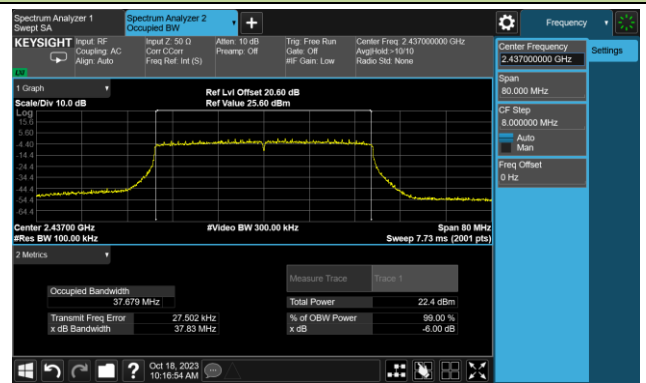 Spectrum Analyzer 1
Swept SA
Spectrum Analyzer 2
Occupied BW
Frequency
KEYSIGHT
Input: RF
Coupling: AC
Align: Auto
Input Z: 50 Ω
Corr CCorr
Freq Ref: Int (S)
Atten: 10 dB
Preamp: Off
Trig: Free Run
Gate: Off
#IF Gain: Low
Center Freq: 2.437000000 GHz
Avg|Hold:>10/10
Radio Std: None
LW
Center Frequency
2.437000000 GHz
Settings
Span
80.000 MHz
CF Step
8.000000 MHz
Auto
Man
Freq Offset
0 Hz
1 Graph
Scale/Div 10.0 dB
Ref Lvl Offset 20.60 dB
Ref Value 25.60 dBm
Log
15.6
5.60
-4.40
-14.4
-24.4
-34.4
-44.4
-54.4
-64.4
Center 2.43700 GHz
#Res BW 100.00 kHz
#Video BW 300.00 kHz
Span 80 MHz
Sweep 7.73 ms (2001 pts)
2 Metrics
Measure Trace
Trace 1
Occupied Bandwidth
37.679 MHz
Total Power
22.4 dBm
Transmit Freq Error
27.502 kHz
% of OBW Power
99.00 %
x dB Bandwidth
37.83 MHz
x dB
-6.00 dB
?
Oct 18, 2023
10:16:54 AM